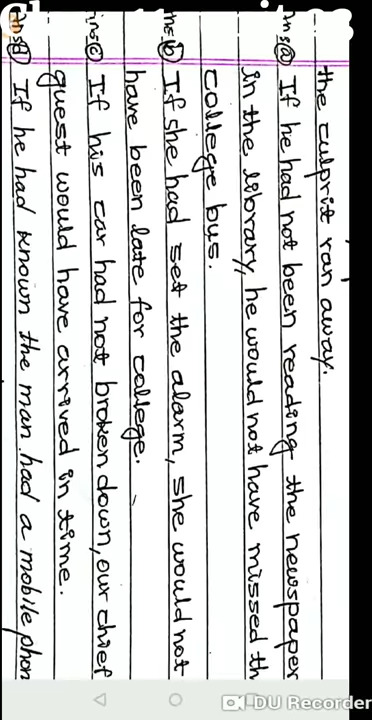 the culprit ran away.
Ans ⓐ If he had not been reading the newspaper
in the library, he would not have missed th
college bus.
Ans ⓑ If she had set the alarm, she would not
have been late for college.
Ans ⓒ If his car had not broken down, our chief
guest would have arrived in time.
Ans ⓓ If he had known the man had a mobile phon
DU Recorder